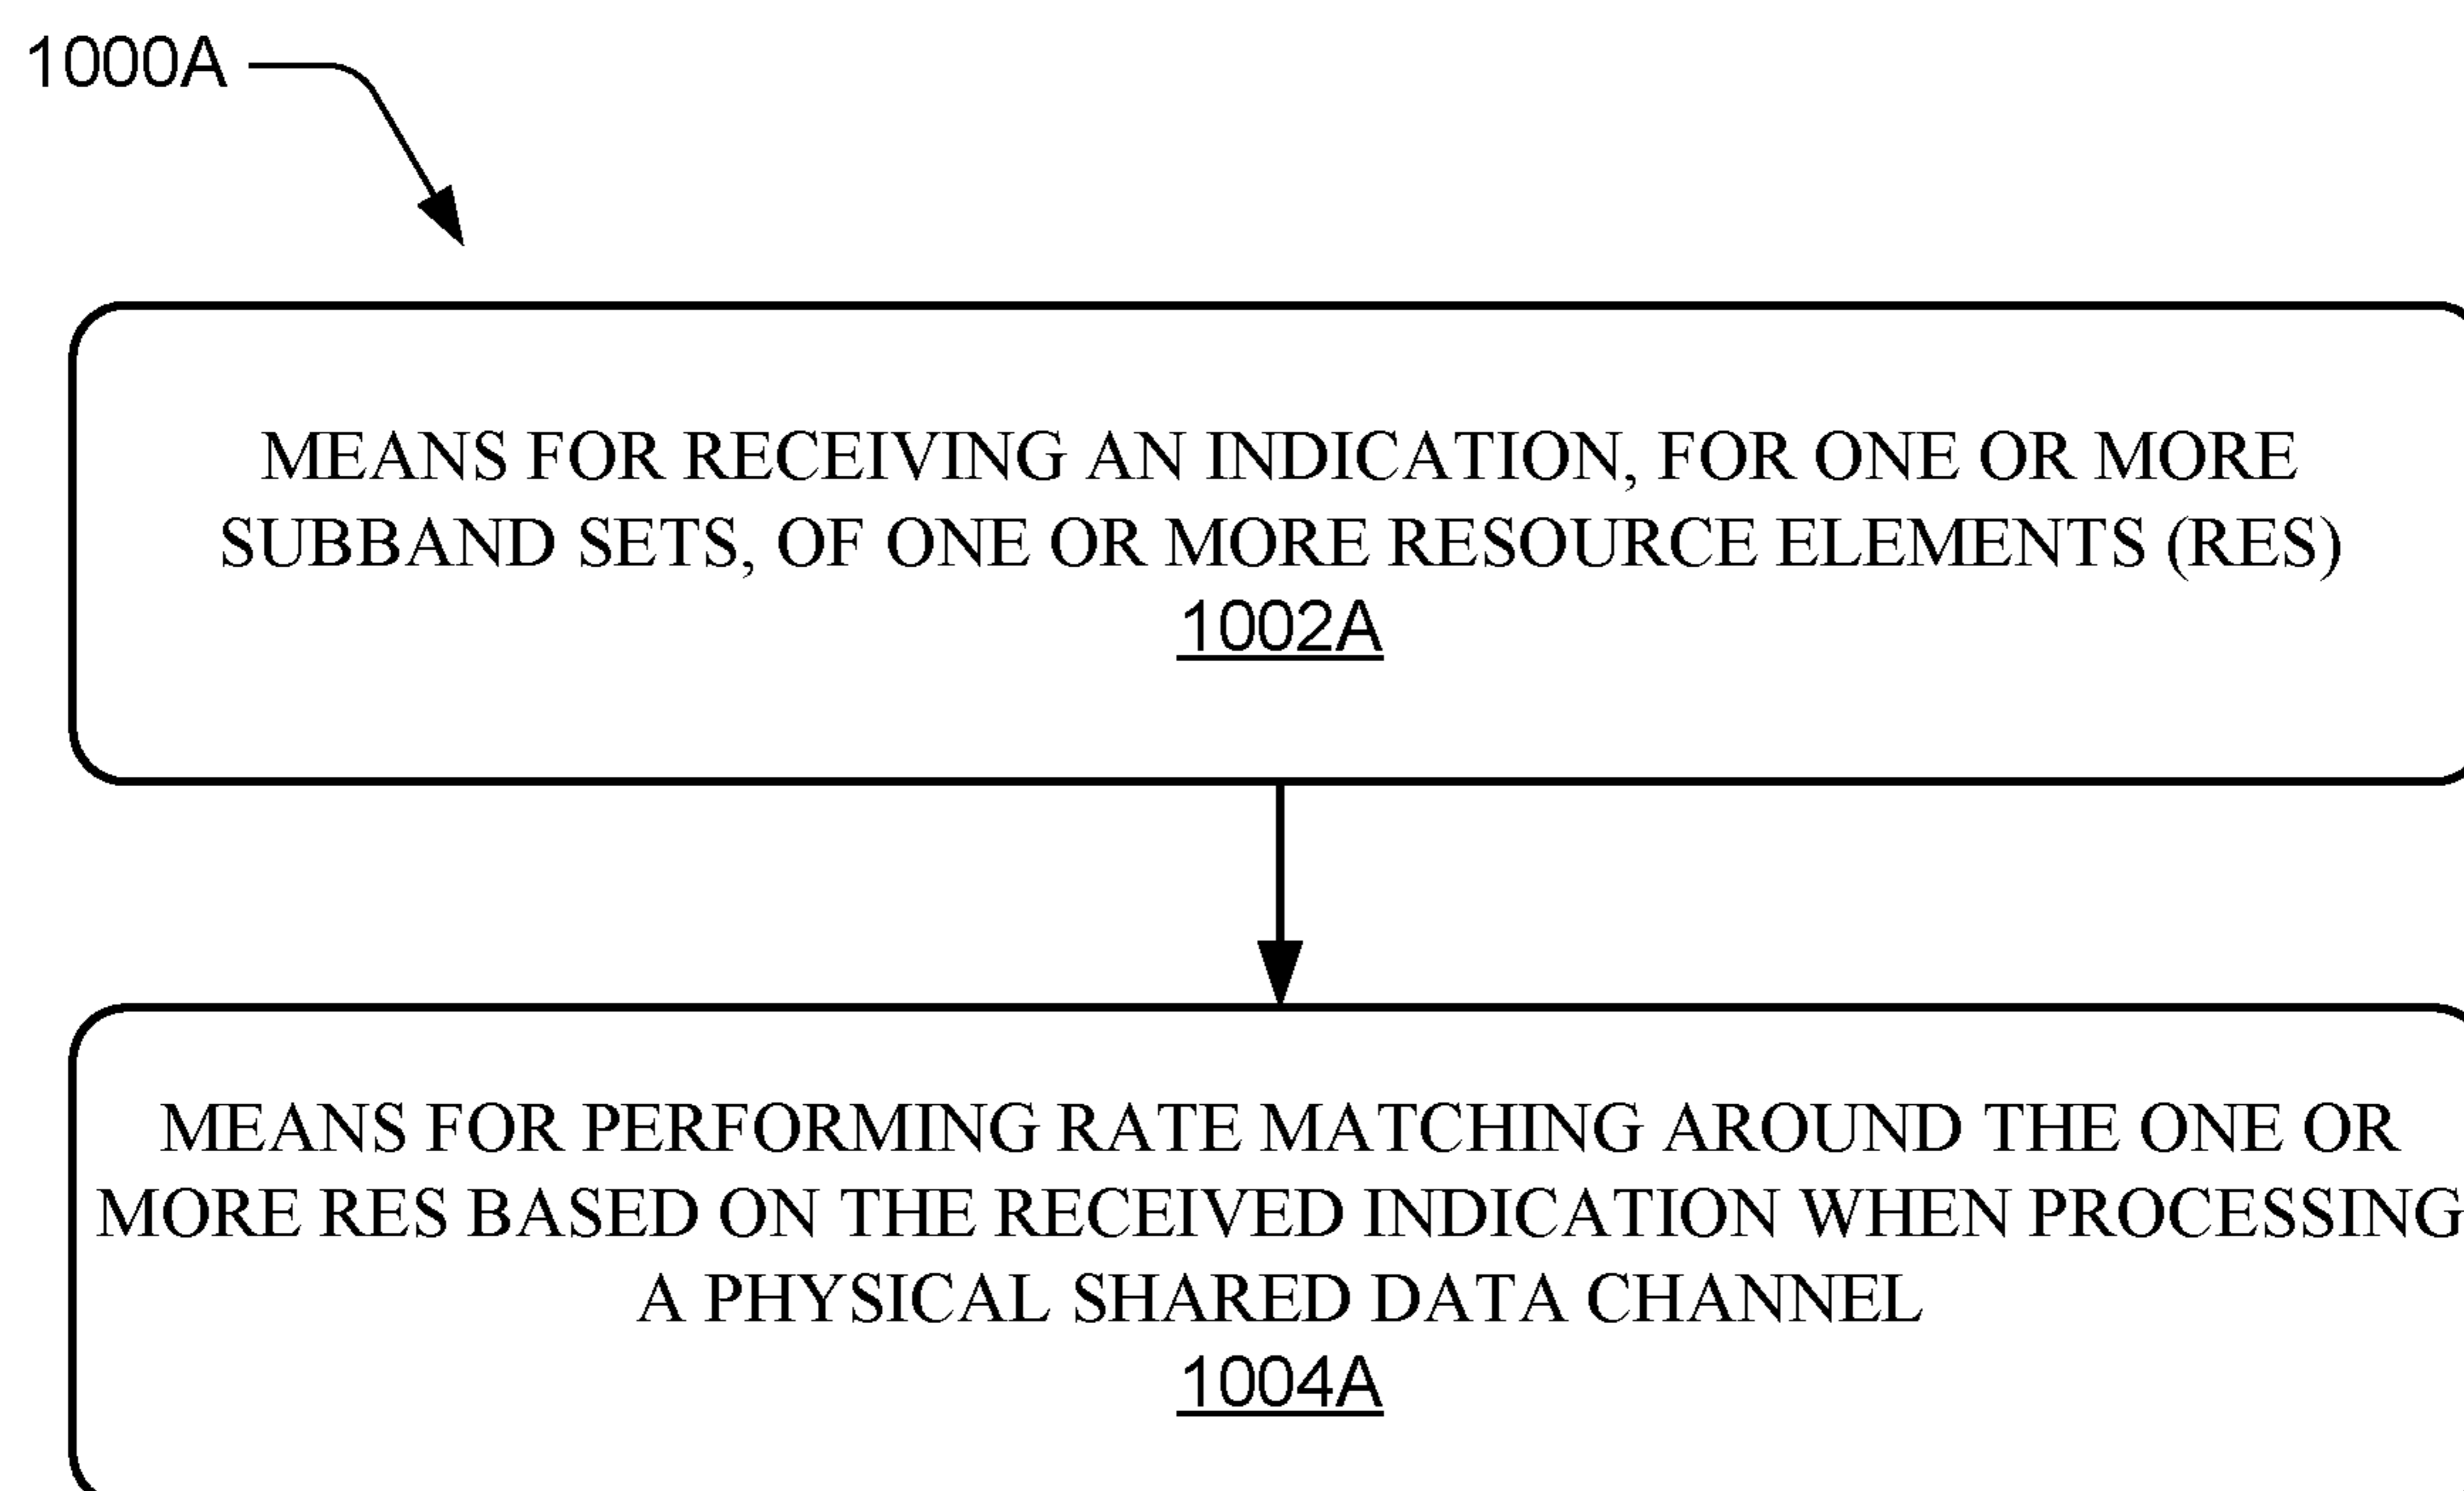 1000A
MEANS FOR RECEIVING AN INDICATION, FOR ONE OR MORE
SUBBAND SETS, OF ONE OR MORE RESOURCE ELEMENTS (RES)
1002A
MEANS FOR PERFORMING RATE MATCHING AROUND THE ONE OR
MORE RES BASED ON THE RECEIVED INDICATION WHEN PROCESSING
A PHYSICAL SHARED DATA CHANNEL
1004A